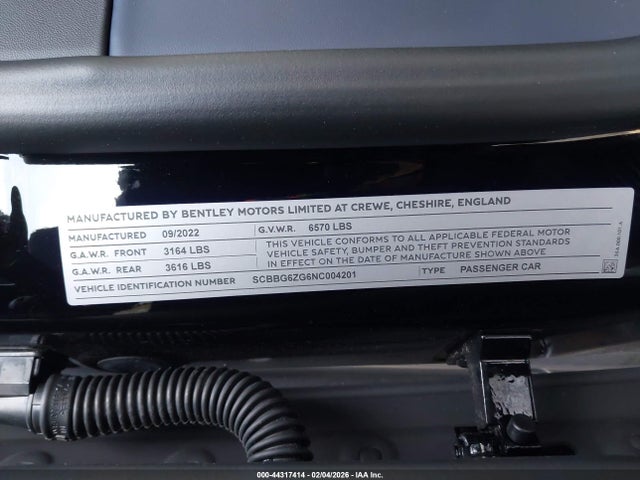 MANUFACTURED BY BENTLEY MOTORS LIMITED AT CREWE, CHESHIRE, ENGLAND
MANUFACTURED 09/2022 G.V.W.R. 6570 LBS
G.A.W.R. FRONT 3164 LBS
G.A.W.R. REAR 3616 LBS
THIS VEHICLE CONFORMS TO ALL APPLICABLE FEDERAL MOTOR
VEHICLE SAFETY, BUMPER AND THEFT PREVENTION STANDARDS
IN EFFECT ON THE DATE OF MANUFACTURE SHOWN ABOVE
VEHICLE IDENTIFICATION NUMBER SCBBG6ZG6NC004201 TYPE PASSENGER CAR
000-44317414 - 02/04/2026 - IAA Inc.